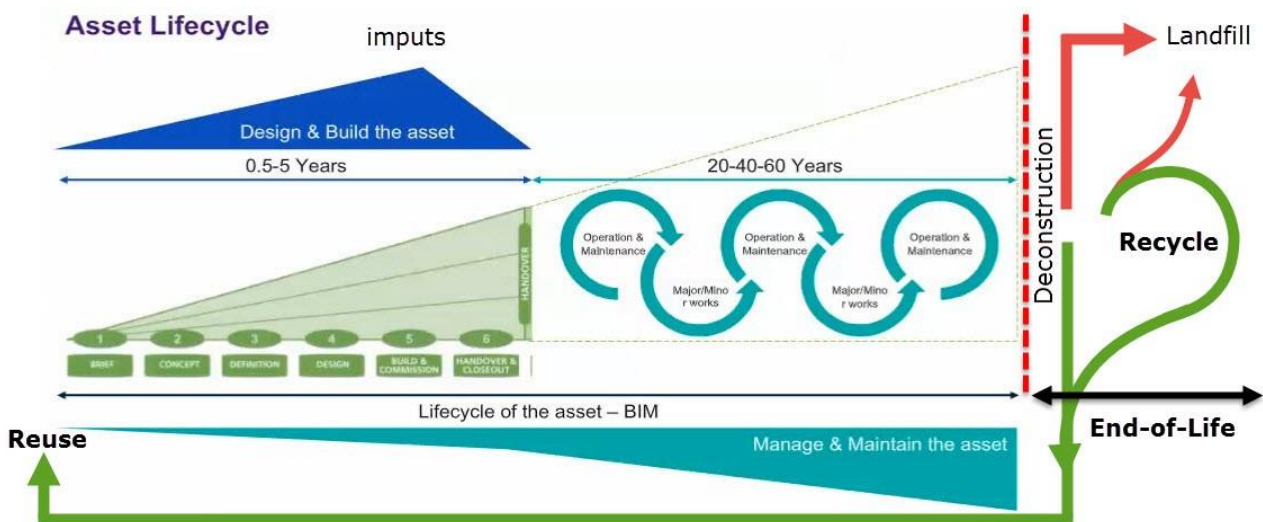 Asset Lifecycle
imputs
Landfill
Design & Build the asset
0.5-5 Years
20-40-60 Years
Deconstruction
Operation &
Maintenance
Operation &
Maintenance
Operation &
Maintenance
Recycle
HANDOVER
Major/Mino
r works
Major/Mino
r works
1
2
3
4
5
6
BRIEF
CONCEPT
DEFINITION
DESIGN
BUILD &
COMMISSION
HANDOVER &
CLOSEOUT
Lifecycle of the asset – BIM
End-of-Life
Reuse
Manage & Maintain the asset